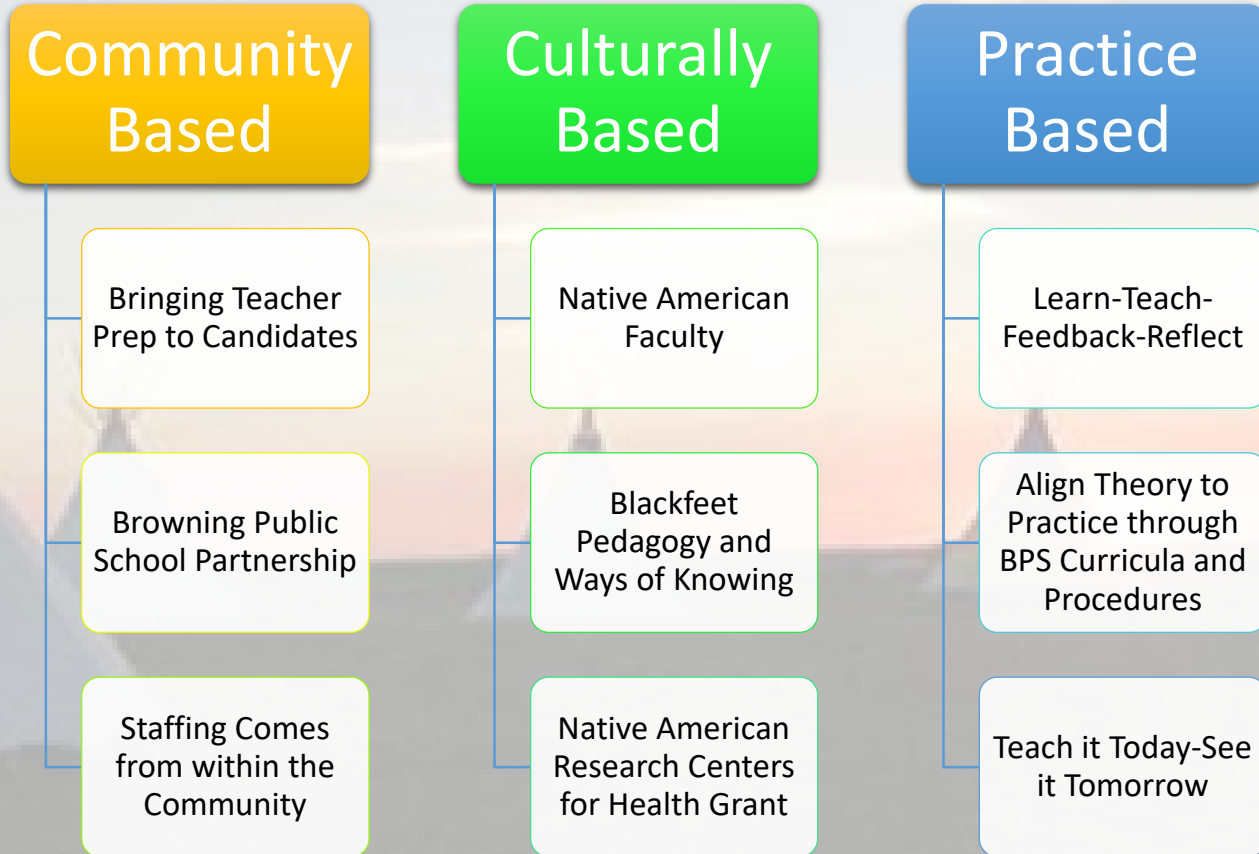 Community
Based
Bringing Teacher
Prep to Candidates
Browning Public
School Partnership
Staffing Comes
from within the
Community
Culturally
Based
Native American
Faculty
Blackfeet
Pedagogy and
Ways of Knowing
Native American
Research Centers
for Health Grant
Practice
Based
Learn-Teach-
Feedback-Reflect
Align Theory to
Practice through
BPS Curricula and
Procedures
Teach it Today-See
it Tomorrow